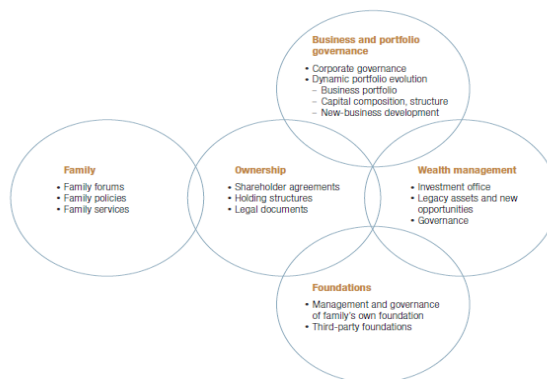 Business and portfolio
governance
• Corporate governance
• Dynamic portfolio evolution
– Business portfolio
– Capital composition, structure
– New-business development
Family
• Family forums
• Family policies
• Family services
Ownership
• Shareholder agreements
• Holding structures
• Legal documents
Wealth management
• Investment office
• Legacy assets and new
opportunities
• Governance
Foundations
• Management and governance
of family's own foundation
• Third-party foundations